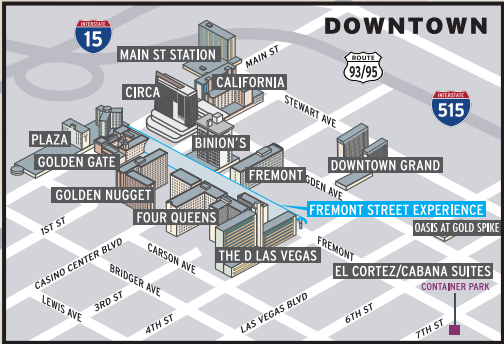 DOWNTOWN
INTERSTATE
15
MAIN ST STATION
MAIN ST
ROUTE
93/95
CALIFORNIA
CIRCA
INTERSTATE
515
STEWART AVE
PLAZA
BINION'S
GOLDEN GATE
DOWNTOWN GRAND
FREMONT
GOLDEN NUGGET
OGDEN AVE
FREMONT STREET EXPERIENCE
FOUR QUEENS
1ST ST
OASIS AT GOLD SPIKE
CARSON AVE
THE D LAS VEGAS
FREMONT
CASINO CENTER BLVD
BRIDGER AVE
EL CORTEZ/CABANA SUITES
CONTAINER PARK
LEWIS AVE
3RD ST
4TH ST
LAS VEGAS BLVD
6TH ST
7TH ST